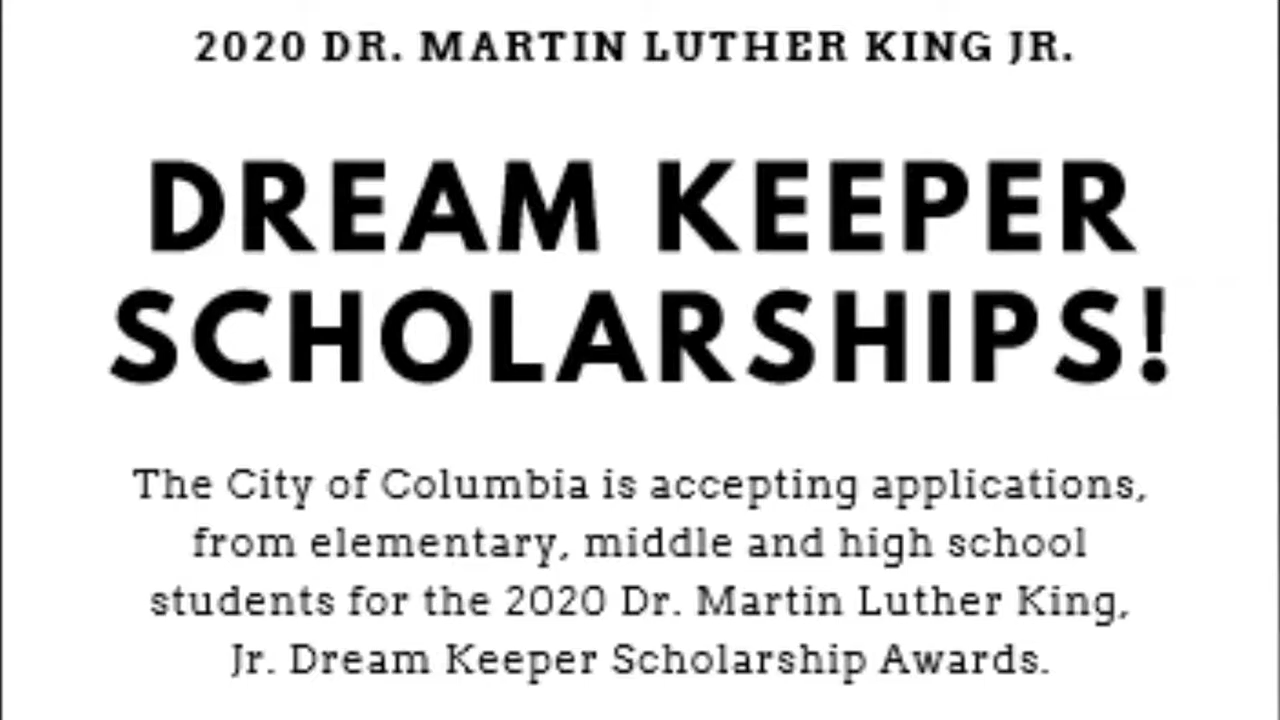 2020 DR. MARTIN LUTHER KING JR.
DREAM KEEPER
SCHOLARSHIPS!
The City of Columbia is accepting applications,
from elementary, middle and high school
students for the 2020 Dr. Martin Luther King,
Jr. Dream Keeper Scholarship Awards.